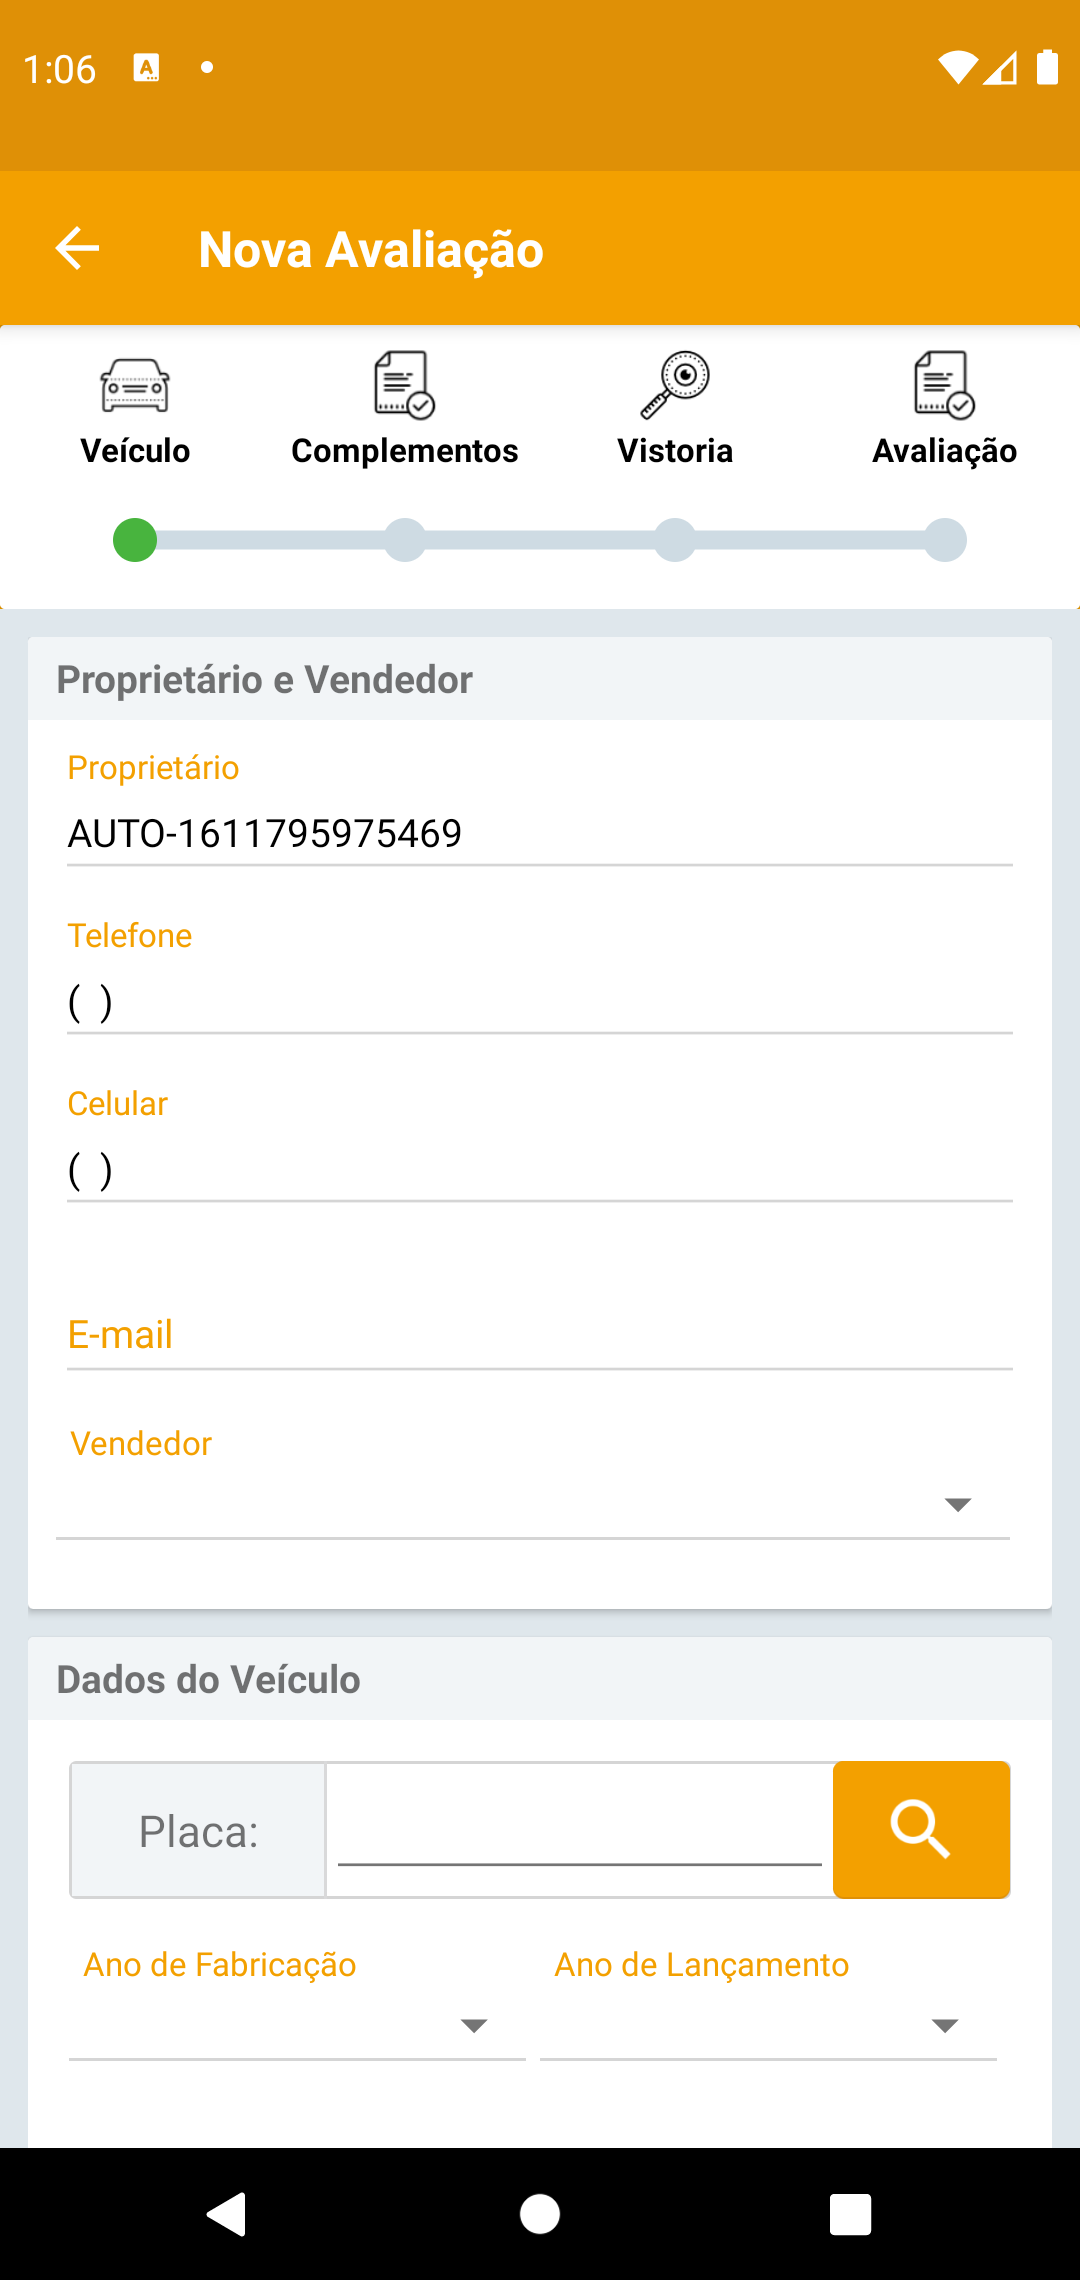 1:06
Nova Avaliação
Veículo
Complementos
Vistoria
Avaliação
Proprietário e Vendedor
Proprietário
AUTO-1611795975469
Telefone
( )
Celular
( )
E-mail
Vendedor
Dados do Veículo
Placa:
Ano de Fabricação
Ano de Lançamento